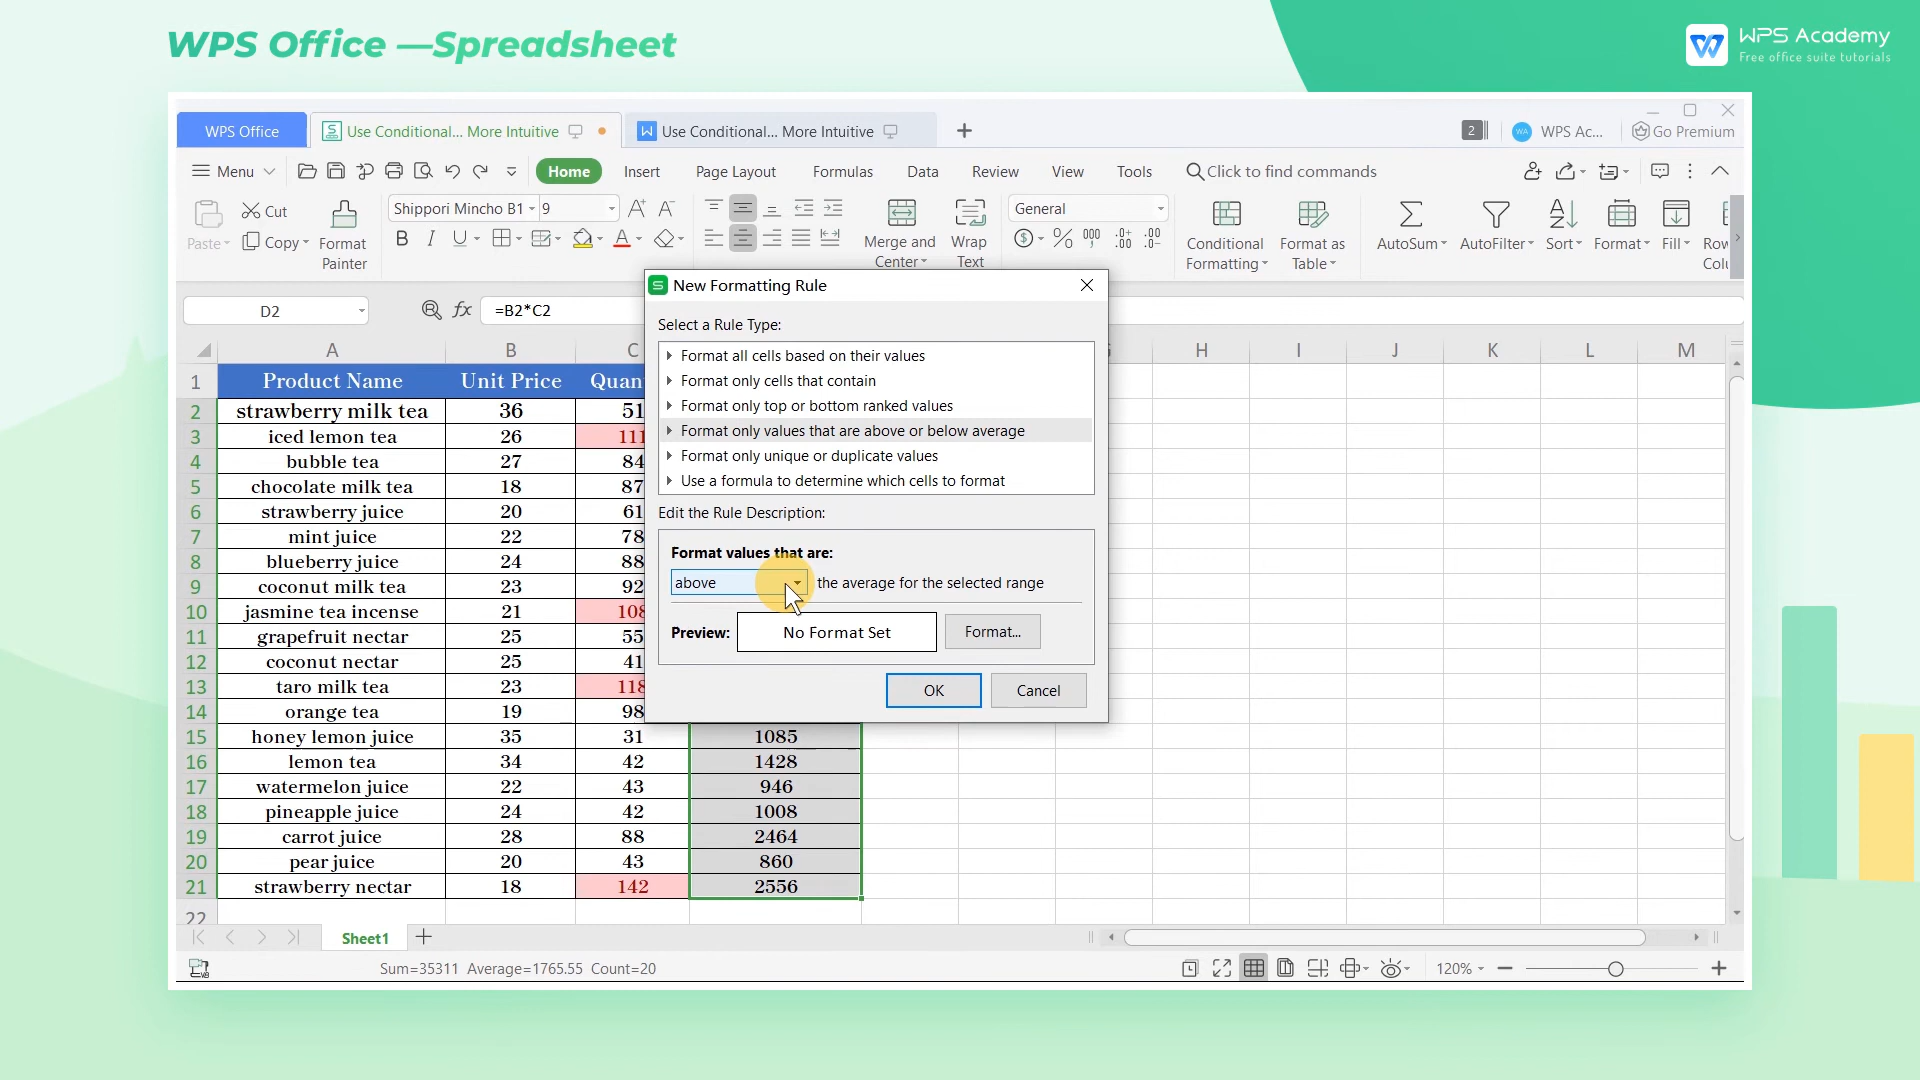 WPS Office —Spreadsheet
WPS Academy
Free office suite tutorials
WPS Office
Use Conditional... More Intuitive
Use Conditional... More Intuitive
2
WA
WPS Ac...
Go Premium
Menu
Home
Insert
Page Layout
Formulas
Data
Review
View
Tools
Click to find commands
Paste
Cut
Copy
Format Painter
Shippori Mincho B1
9
Merge and Center
Wrap Text
General
Conditional Formatting
Format as Table
AutoSum
AutoFilter
Sort
Format
Fill
D2
=B2*C2
New Formatting Rule
Select a Rule Type:
Format all cells based on their values
Format only cells that contain
Format only top or bottom ranked values
Format only values that are above or below average
Format only unique or duplicate values
Use a formula to determine which cells to format
Edit the Rule Description:
Format values that are:
above the average for the selected range
Preview: No Format Set Format...
OK Cancel
A B C H I J K L M
1 Product Name Unit Price Quan
2 strawberry milk tea 36 51
3 iced lemon tea 26 111
4 bubble tea 27 84
5 chocolate milk tea 18 87
6 strawberry juice 20 61
7 mint juice 22 78
8 blueberry juice 24 88
9 coconut milk tea 23 92
10 jasmine tea incense 21 108
11 grapefruit nectar 25 55
12 coconut nectar 25 41
13 taro milk tea 23 118
14 orange tea 19 98
15 honey lemon juice 35 31 1085
16 lemon tea 34 42 1428
17 watermelon juice 22 43 946
18 pineapple juice 24 42 1008
19 carrot juice 28 88 2464
20 pear juice 20 43 860
21 strawberry nectar 18 142 2556
22
Sheet1
Sum=35311 Average=1765.55 Count=20
120%